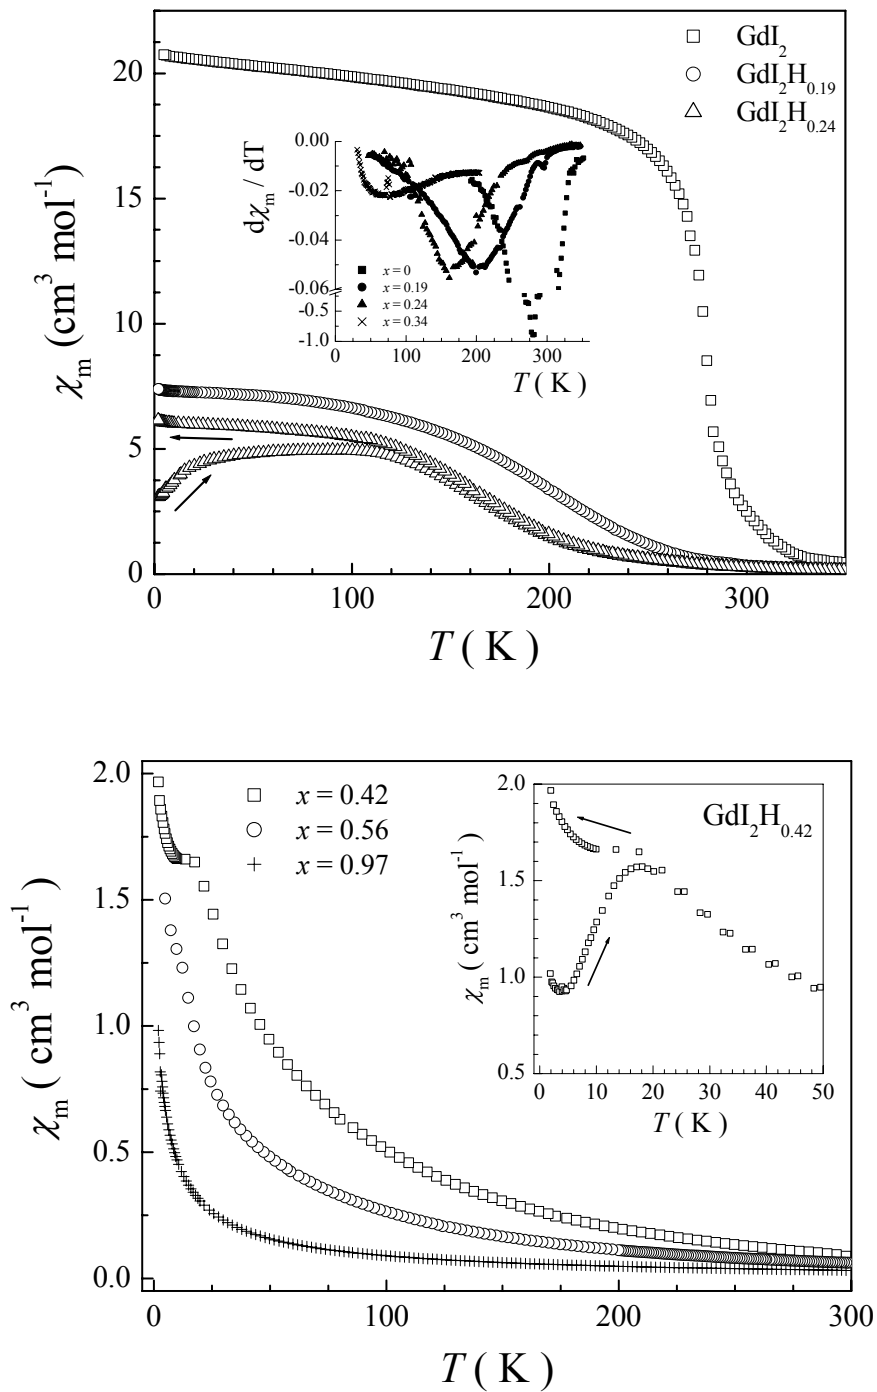 GdI2
GdI2H0.19
GdI2H0.24
20
15
10
5
0
χm (cm3 mol-1)
0
100
200
300
T ( K )
0.00
-0.02
-0.04
-0.06
-0.5
-1.0
dχm / dT
x = 0
x = 0.19
x = 0.24
x = 0.34
0
100
200
300
T ( K )
2.0
1.5
1.0
0.5
0.0
χm ( cm3 mol-1)
x = 0.42
x = 0.56
x = 0.97
0
100
200
300
T ( K )
GdI2H0.42
2.0
1.5
1.0
0.5
χm ( cm3 mol-1)
0
10
20
30
40
50
T ( K )